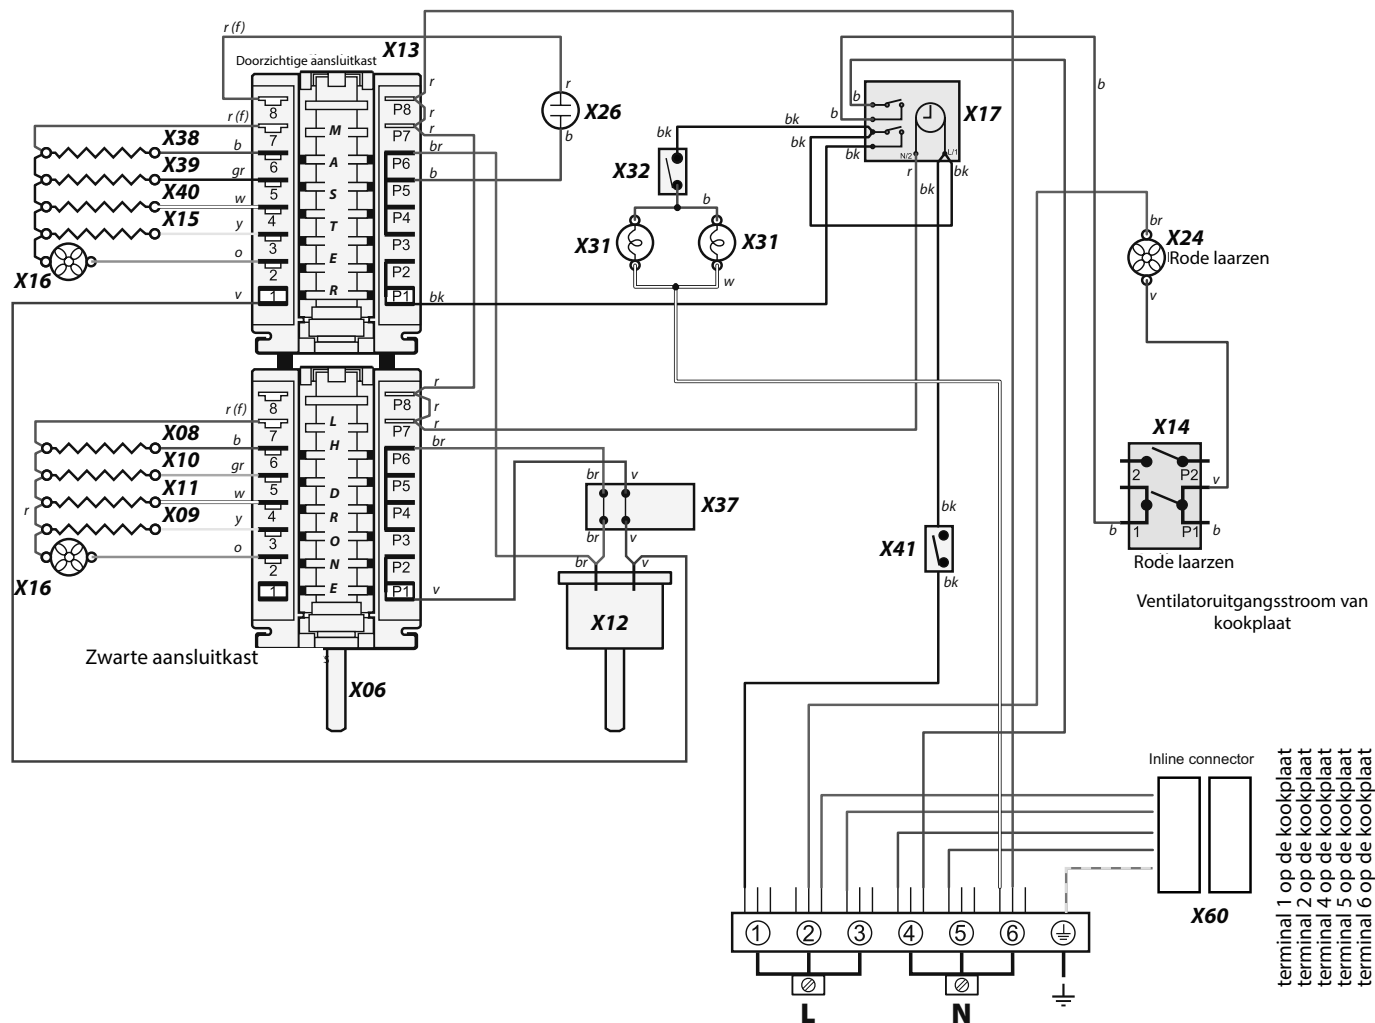 r (f)
X13
Doorzichtige aansluitkast
r
r
X26
b
X17
b
b
b
N/2
L/1
r
bk
bk
bk
bk
bk
bk
X32
b
X31
X31
w
X38
X39
X40
X15
X16
r (f)
b
gr
w
y
o
v
8
7
6
5
4
3
2
1
M
A
S
T
E
R
P8
P7
P6
P5
P4
P3
P2
P1
r
r
br
b
bk
br
X24
Rode laarzen
v
X08
X10
X11
X09
X16
r
r (f)
b
gr
w
y
o
8
7
6
5
4
3
2
1
L
H
D
R
O
N
E
P8
P7
P6
P5
P4
P3
P2
P1
r
r
r
br
v
br
v
X37
br
v
br
v
X12
X14
2
P2
v
b
1
P1
b
Rode laarzen
bk
X41
bk
Ventilatoruitgangsstroom van
kookplaat
Zwarte aansluitkast
s
X06
Inline connector
X60
terminal 1 op de kookplaat
terminal 2 op de kookplaat
terminal 4 op de kookplaat
terminal 5 op de kookplaat
terminal 6 op de kookplaat
1
2
3
4
5
6
L
N